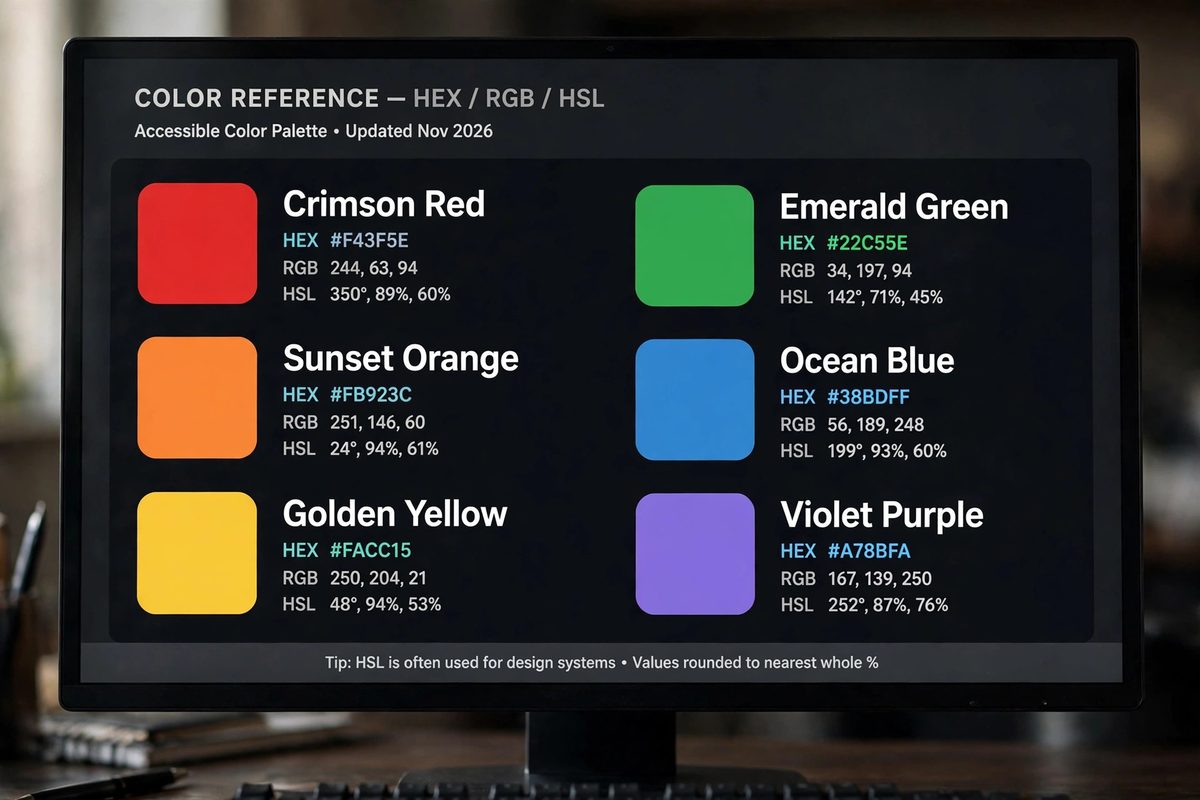 COLOR REFERENCE — HEX / RGB / HSL
Accessible Color Palette • Updated Nov 2026
Crimson Red
HEX #F43F5E
RGB 244, 63, 94
HSL 350°, 89%, 60%
Sunset Orange
HEX #FB923C
RGB 251, 146, 60
HSL 24°, 94%, 61%
Golden Yellow
HEX #FACC15
RGB 250, 204, 21
HSL 48°, 94%, 53%
Emerald Green
HEX #22C55E
RGB 34, 197, 94
HSL 142°, 71%, 45%
Ocean Blue
HEX #38BDFF
RGB 56, 189, 248
HSL 199°, 93%, 60%
Violet Purple
HEX #A78BFA
RGB 167, 139, 250
HSL 252°, 87%, 76%
Tip: HSL is often used for design systems • Values rounded to nearest whole %